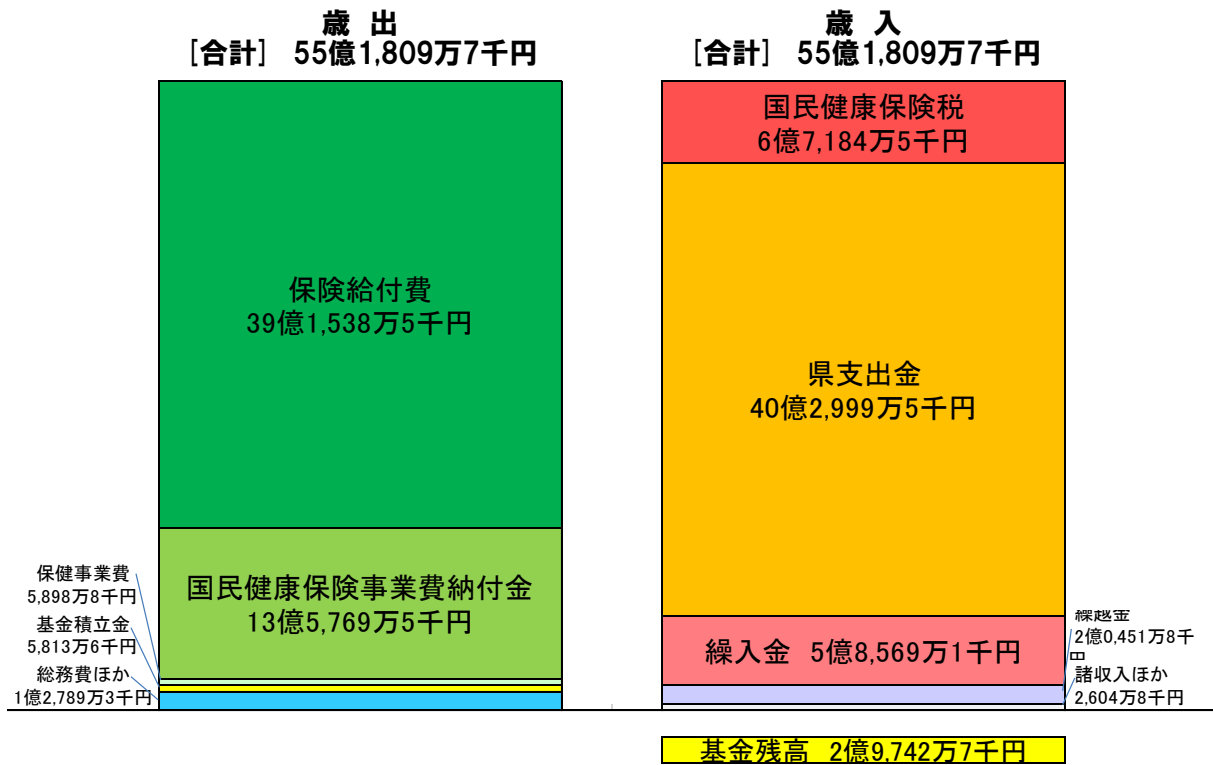 歳 出
[合計] 55億1,809万7千円
保険給付費
39億1,538万5千円
国民健康保険事業費納付金
13億5,769万5千円
保健事業費
5,898万8千円
基金積立金
5,813万6千円
総務費ほか
1億2,789万3千円
歳 入
[合計] 55億1,809万7千円
国民健康保険税
6億7,184万5千円
県支出金
40億2,999万5千円
繰入金 5億8,569万1千円
繰越金
2億0,451万8千
円
諸収入ほか
2,604万8千円
基金残高 2億9,742万7千円